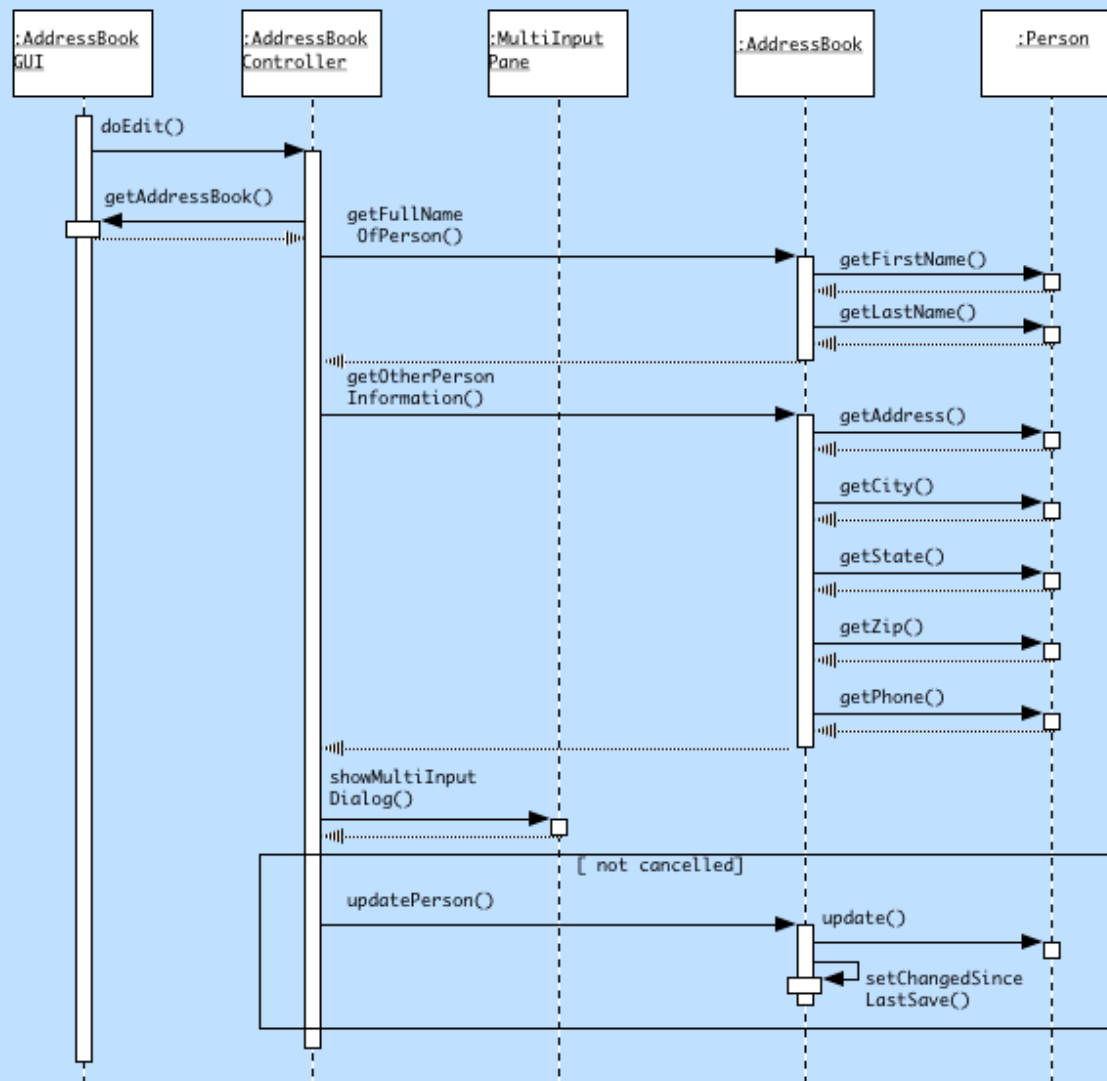 :AddressBook
GUI
:AddressBook
Controller
:MultiInput
Pane
:AddressBook
:Person
doEdit()
getAddressBook()
getFullName
OfPerson()
getFirstName()
getLastName()
getOtherPerson
Information()
getAddress()
getCity()
getState()
getZip()
getPhone()
showMultiInput
Dialog()
[ not cancelled]
updatePerson()
update()
setChangedSince
LastSave()